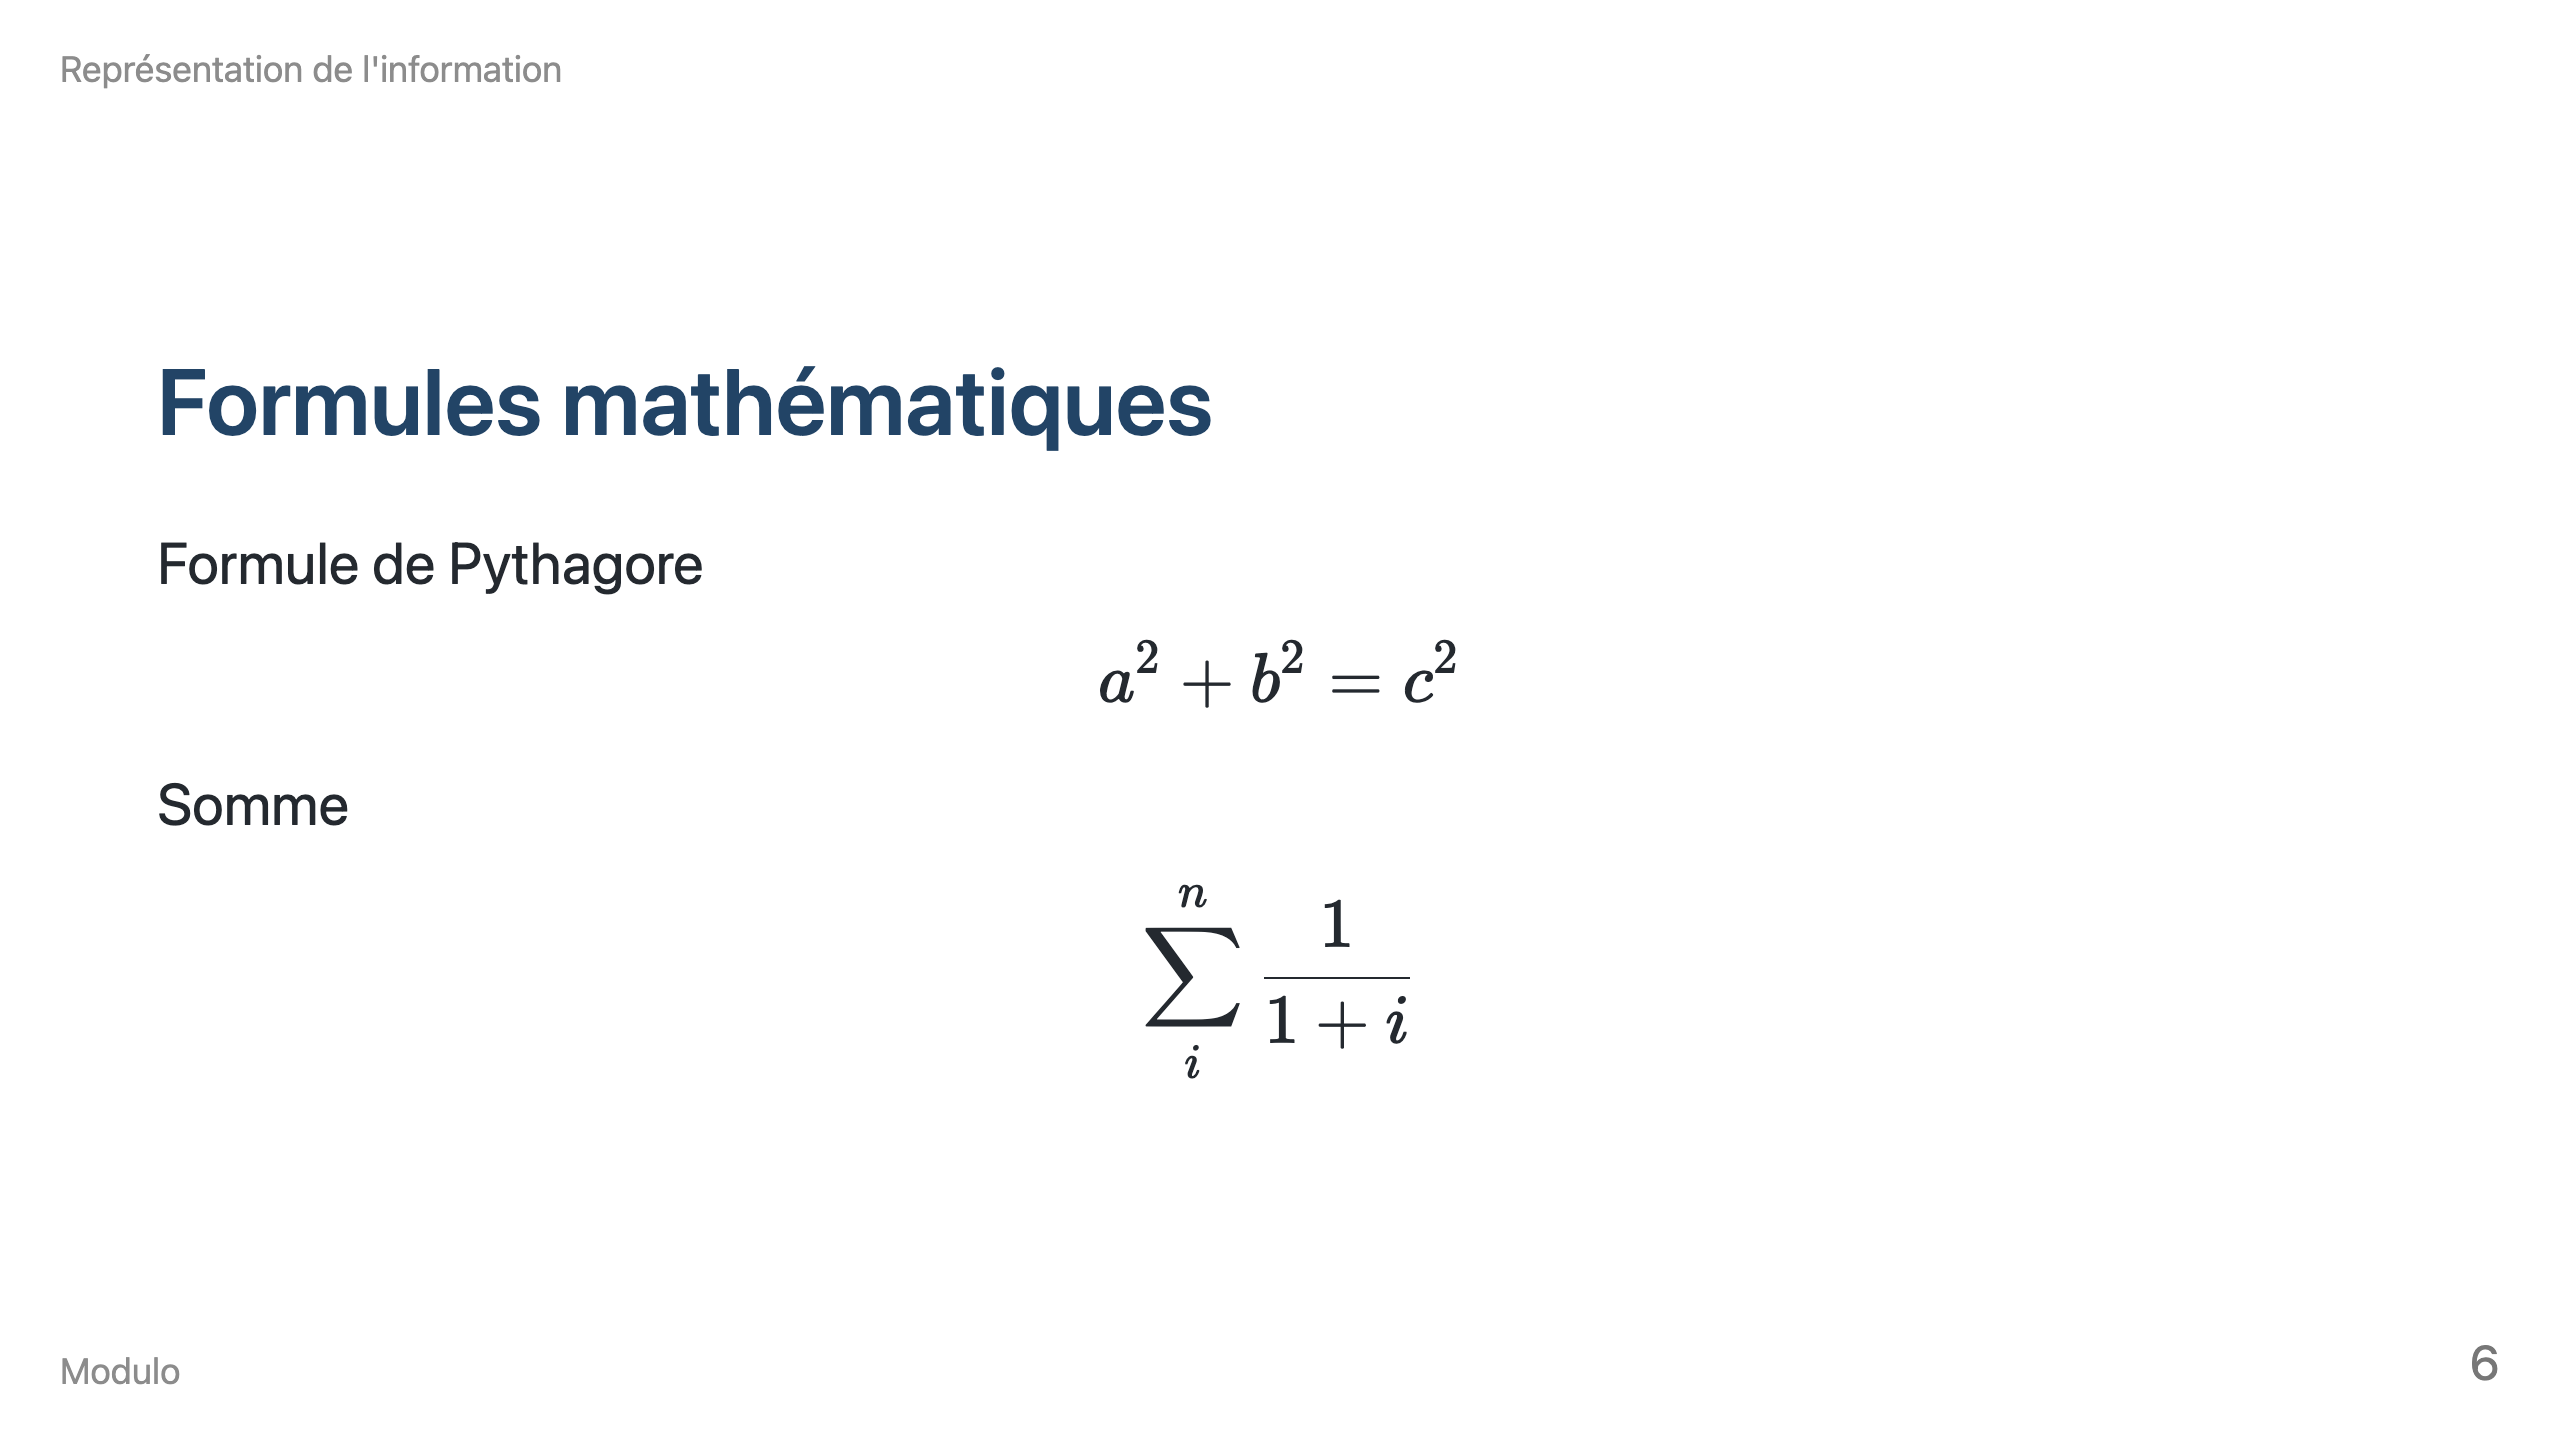 Représentation de l'information
Formules mathématiques
Formule de Pythagore
a² + b² = c²
Somme
n
∑ 1
1 + i
i
Modulo
6